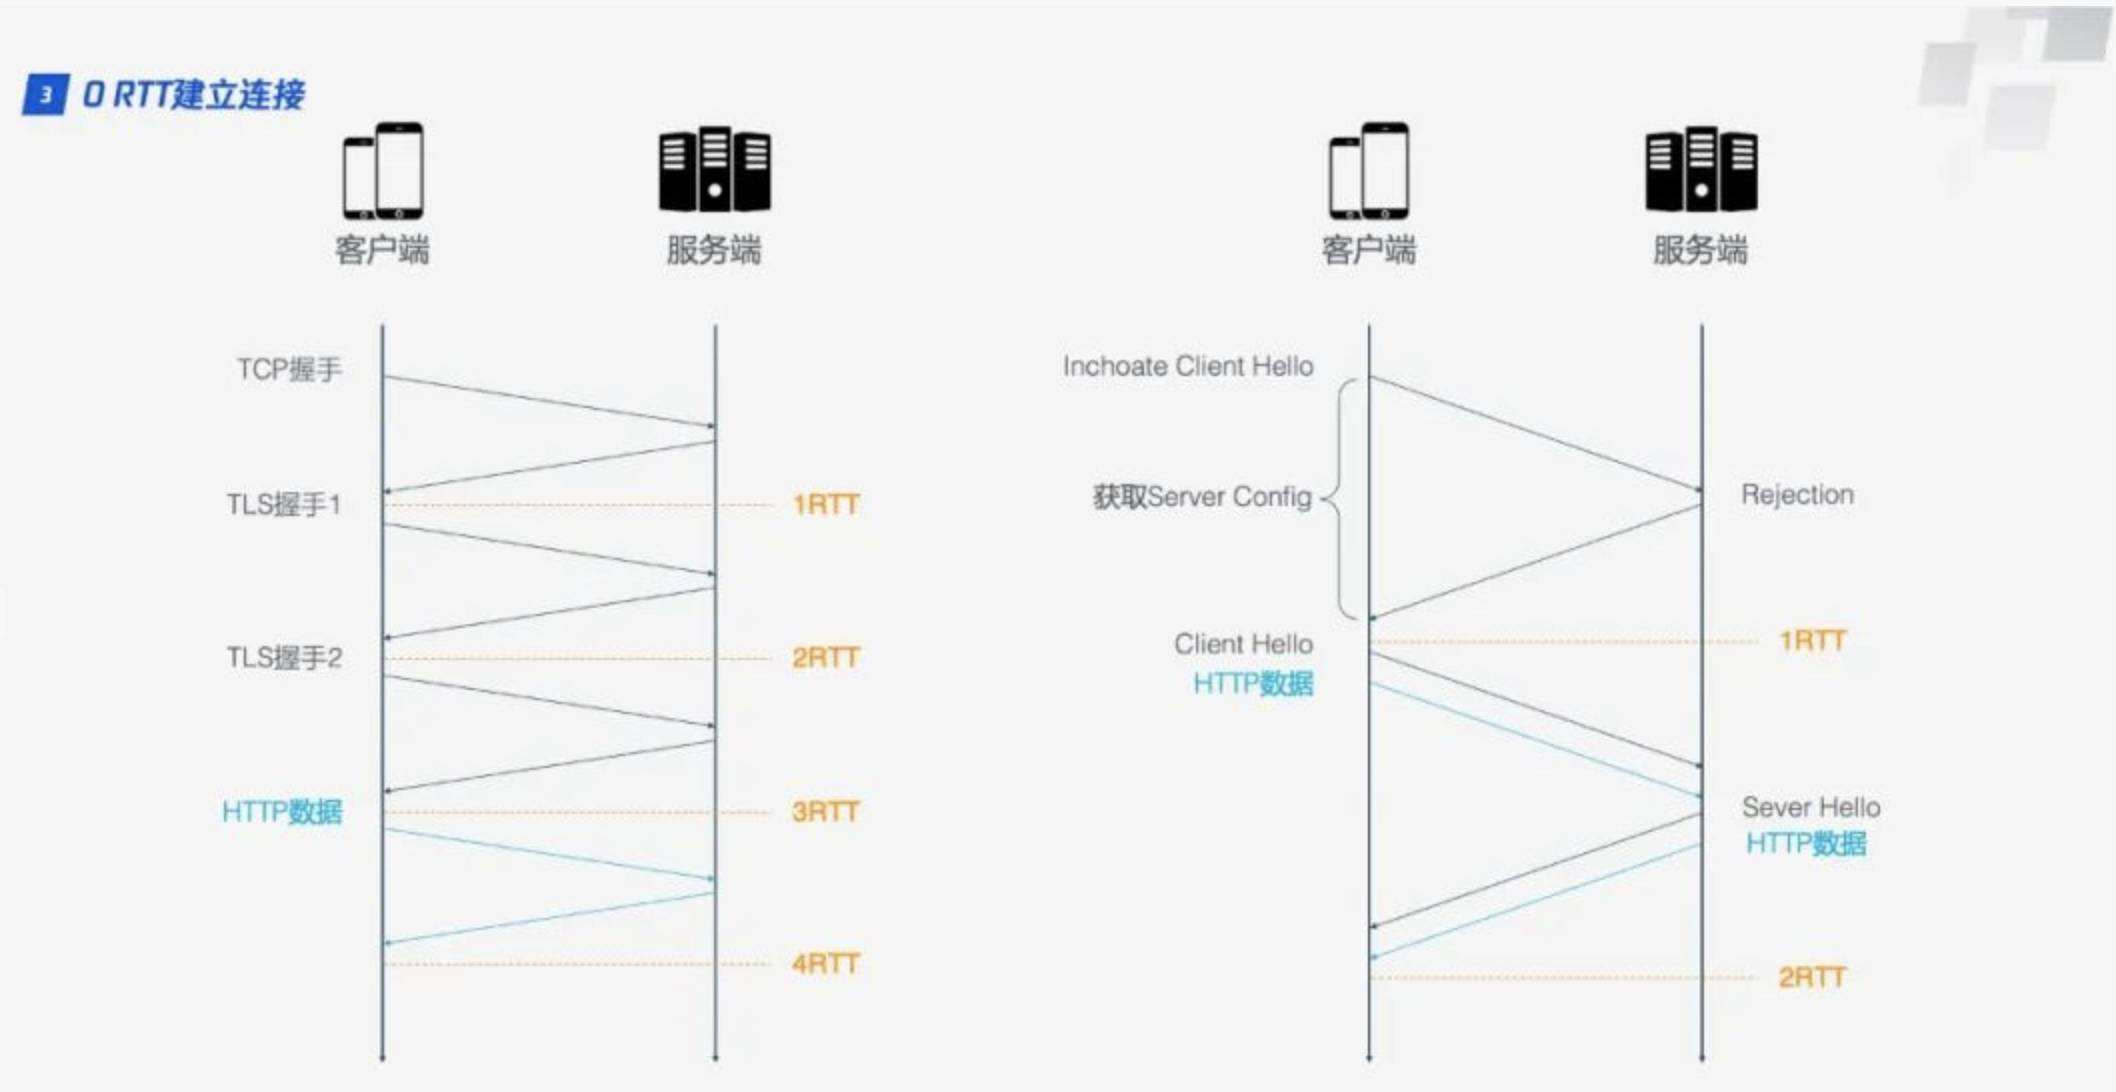 3 0 RTT建立连接
客户端
服务端
TCP握手
TLS握手1
1RTT
TLS握手2
2RTT
HTTP数据
3RTT
4RTT
客户端
服务端
Inchoate Client Hello
获取Server Config
Rejection
Client Hello
1RTT
HTTP数据
Sever Hello
HTTP数据
2RTT